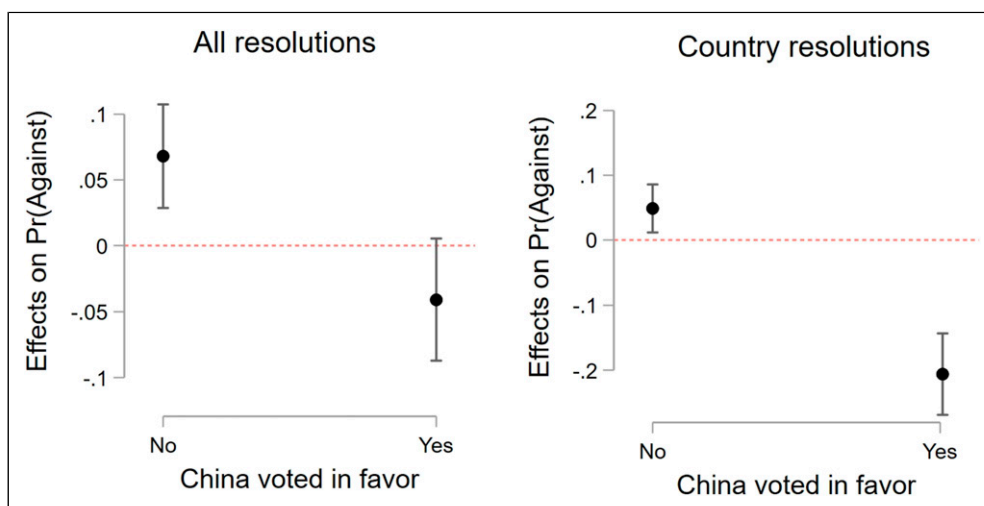 All resolutions
Effects on Pr(Against)
.1
.05
0
-.05
-.1
No
Yes
China voted in favor
Country resolutions
Effects on Pr(Against)
.2
.1
0
-.1
-.2
No
Yes
China voted in favor